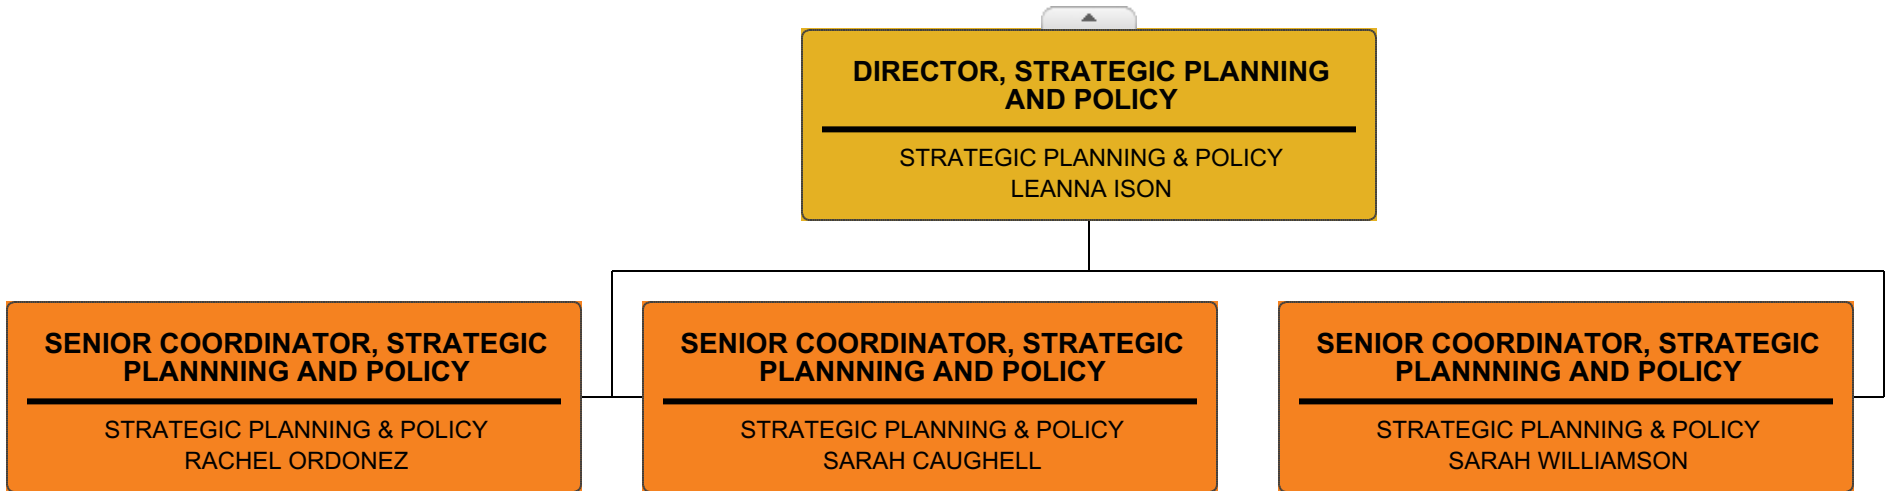 DIRECTOR, STRATEGIC PLANNING
AND POLICY
STRATEGIC PLANNING & POLICY
LEANNA ISON
SENIOR COORDINATOR, STRATEGIC
PLANNNING AND POLICY
STRATEGIC PLANNING & POLICY
RACHEL ORDONEZ
SENIOR COORDINATOR, STRATEGIC
PLANNNING AND POLICY
STRATEGIC PLANNING & POLICY
SARAH CAUGHELL
SENIOR COORDINATOR, STRATEGIC
PLANNNING AND POLICY
STRATEGIC PLANNING & POLICY
SARAH WILLIAMSON